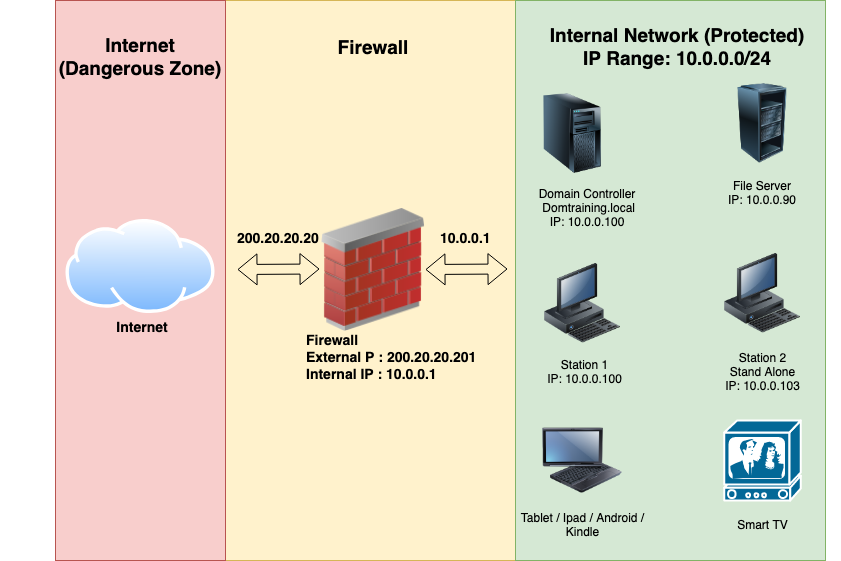 Internet
(Dangerous Zone)
Firewall
Internal Network (Protected)
IP Range: 10.0.0.0/24
Domain Controller
Domtraining.local
IP: 10.0.0.100
File Server
IP: 10.0.0.90
200.20.20.20
10.0.0.1
Internet
Firewall
External P : 200.20.20.201
Internal IP : 10.0.0.1
Station 1
IP: 10.0.0.100
Station 2
Stand Alone
IP: 10.0.0.103
Tablet / Ipad / Android /
Kindle
Smart TV